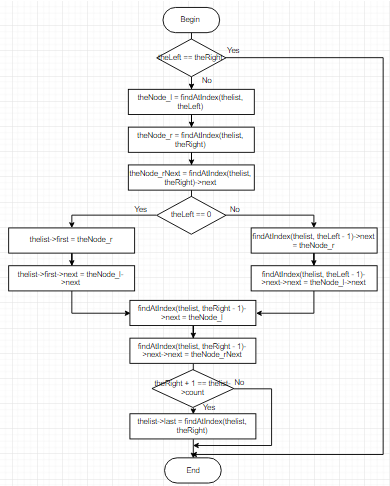 Begin
theLeft == theRight
Yes
No
theNode_l = findAtIndex(thelist,
theLeft)
theNode_r = findAtIndex(thelist,
theRight)
theNode_rNext = findAtIndex(thelist,
theRight)->next
Yes
theLeft == 0
No
thelist->first = theNode_r
findAtIndex(thelist, theLeft - 1)->next
= theNode_r
thelist->first->next = theNode_l-
>next
findAtIndex(thelist, theLeft - 1)-
>next->next = theNode_l->next
findAtIndex(thelist, theRight - 1)-
>next = theNode_l
findAtIndex(thelist, theRight - 1)-
>next->next = theNode_rNext
theRight + 1 == thelist-
>count
No
Yes
thelist->last = findAtIndex(thelist,
theRight)
End